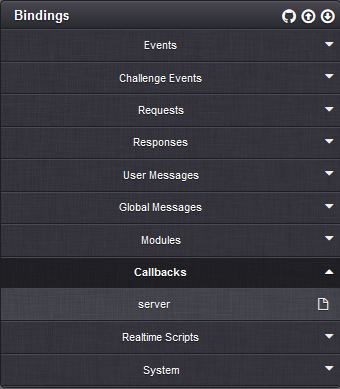 Bindings
Events
Challenge Events
Requests
Responses
User Messages
Global Messages
Modules
Callbacks
server
Realtime Scripts
System